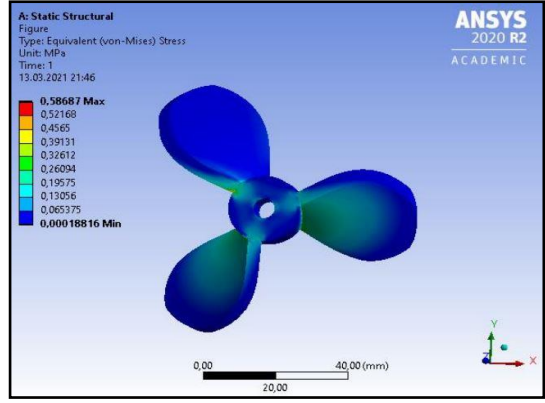 A: Static Structural
Figure
Type: Equivalent (von-Mises) Stress
Unit: MPa
Time: 1
13.03.2021 21:46
0,58687 Max
0,52168
0,4565
0,39131
0,32612
0,26094
0,19575
0,13056
0,065375
0,00018816 Min
ANSYS
2020 R2
ACADEMIC
0,00
40,00 (mm)
20,00
Y
Z
X